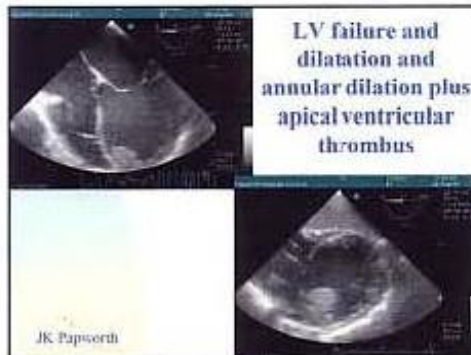 LV failure and
dilatation and
annular dilation plus
apical ventricular
thrombus
JK Papworth